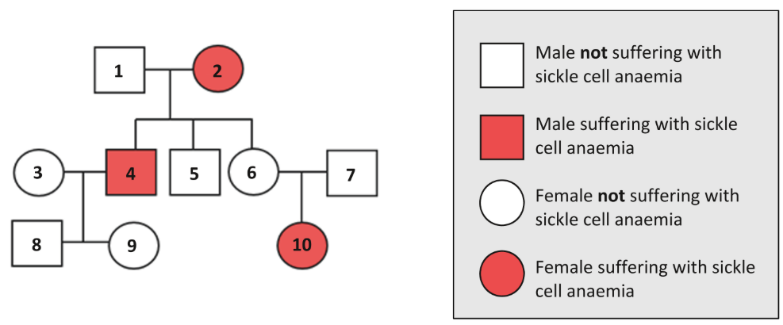 1
2
3
4
5
6
7
8
9
10
Male not suffering with
sickle cell anaemia
Male suffering with sickle
cell anaemia
Female not suffering with
sickle cell anaemia
Female suffering with sickle
cell anaemia